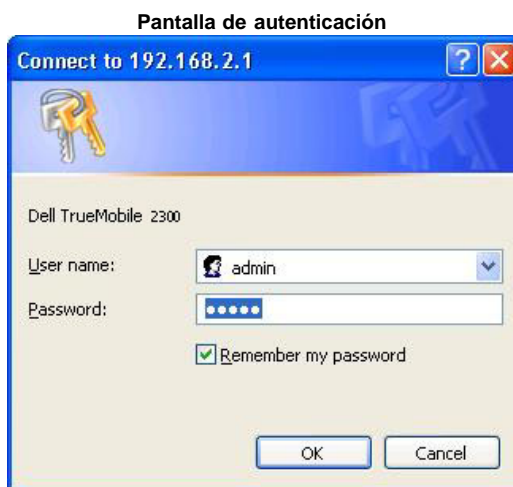 Pantalla de autenticación
Connect to 192.168.2.1
Dell TrueMobile 2300
User name:
admin
Password:
●●●●●
Remember my password
OK
Cancel